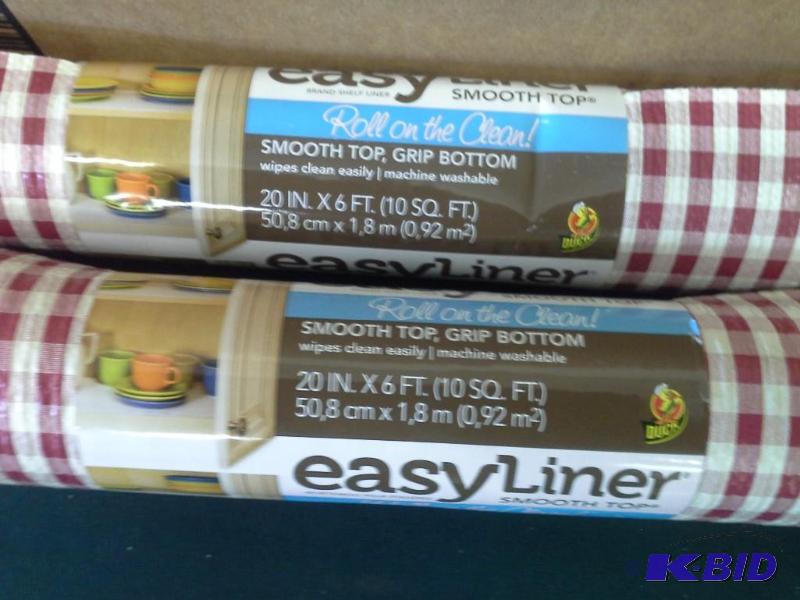 easyLiner
BRAND SHELF LINER
SMOOTH TOP®
Roll on the Clean!
SMOOTH TOP, GRIP BOTTOM
wipes clean easily | machine washable
20 IN. X 6 FT. (10 SQ. FT.)
50,8 cm x 1,8 m (0,92 m²)
DUCK
easyLiner®
SMOOTH TOP
Roll on the Clean!
SMOOTH TOP, GRIP BOTTOM
wipes clean easily | machine washable
20 IN. X 6 FT. (10 SQ. FT.)
50,8 cm x 1,8 m (0,92 m²)
DUCK
easyLiner®
SMOOTH TOP®
K-BID